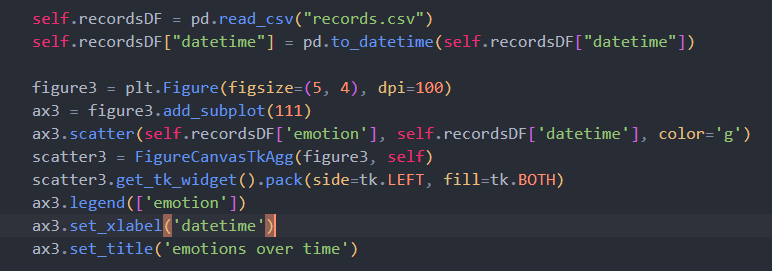 self.recordsDF = pd.read_csv("records.csv")
self.recordsDF["datetime"] = pd.to_datetime(self.recordsDF["datetime"])
figure3 = plt.Figure(figsize=(5, 4), dpi=100)
ax3 = figure3.add_subplot(111)
ax3.scatter(self.recordsDF['emotion'], self.recordsDF['datetime'], color='g')
scatter3 = FigureCanvasTkAgg(figure3, self)
scatter3.get_tk_widget().pack(side=tk.LEFT, fill=tk.BOTH)
ax3.legend(['emotion'])
ax3.set_xlabel('datetime')
ax3.set_title('emotions over time')